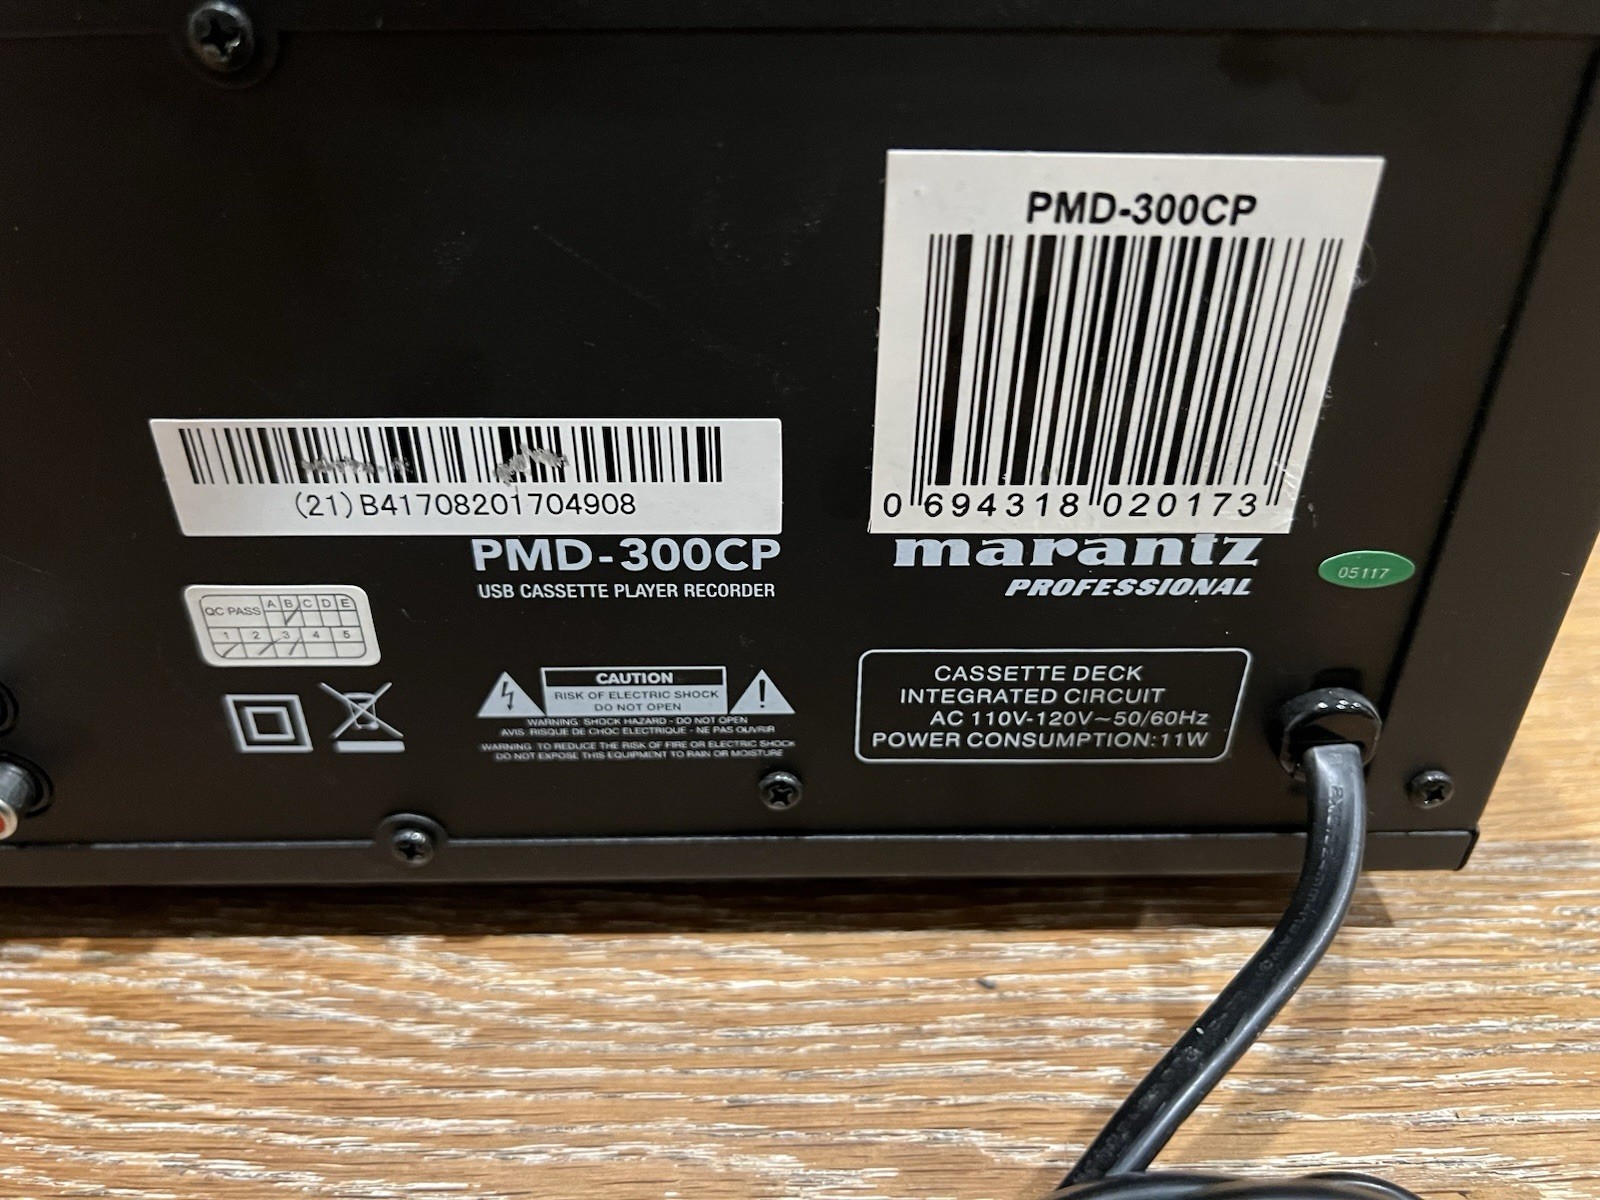 PMD-300CP
0 694318 020173
(21)B41708201704908
PMD-300CP
USB CASSETTE PLAYER RECORDER
marantz
PROFESSIONAL
05117
QC PASS A B C D E
1 2 3 4 5
CAUTION
RISK OF ELECTRIC SHOCK
DO NOT OPEN
WARNING: SHOCK HAZARD - DO NOT OPEN
AVIS: RISQUE DE CHOC ELECTRIQUE - NE PAS OUVRIR
WARNING: TO REDUCE THE RISK OF FIRE OR ELECTRIC SHOCK
DO NOT EXPOSE THIS EQUIPMENT TO RAIN OR MOISTURE
CASSETTE DECK
INTEGRATED CIRCUIT
AC 110V-120V~50/60Hz
POWER CONSUMPTION:11W